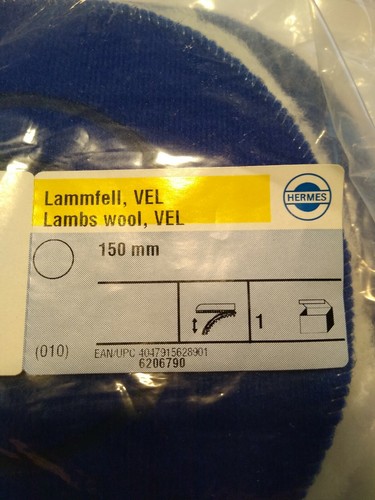 Lammfell, VEL
Lambs wool, VEL
HERMES
150 mm
1
(010)
EAN/UPC 4047915628901
6206790